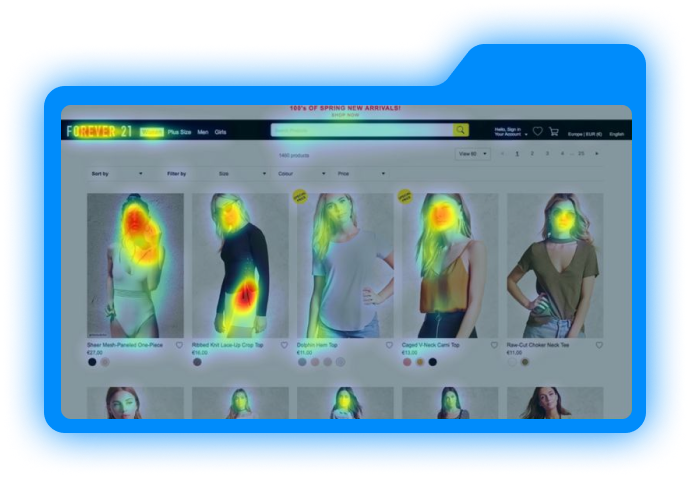 100's OF SPRING NEW ARRIVALS!
SHOP NOW
FOREVER 21 Plus Size Men Girls
Hello, Sign in
Your Account
Europe | EUR (€) English
products
View 60 1 2 3 4 ... 25
Sort by Filter by Size Colour Price
Sheer Mesh-Paneled One-Piece
€27,00
Ribbed Knit Lace-Up Crop Top
€16,00
Dolphin Hem Top
€11,00
Caged V-Neck Cami Top
€13,00
Raw-Cut Choker Neck Tee
€11,00